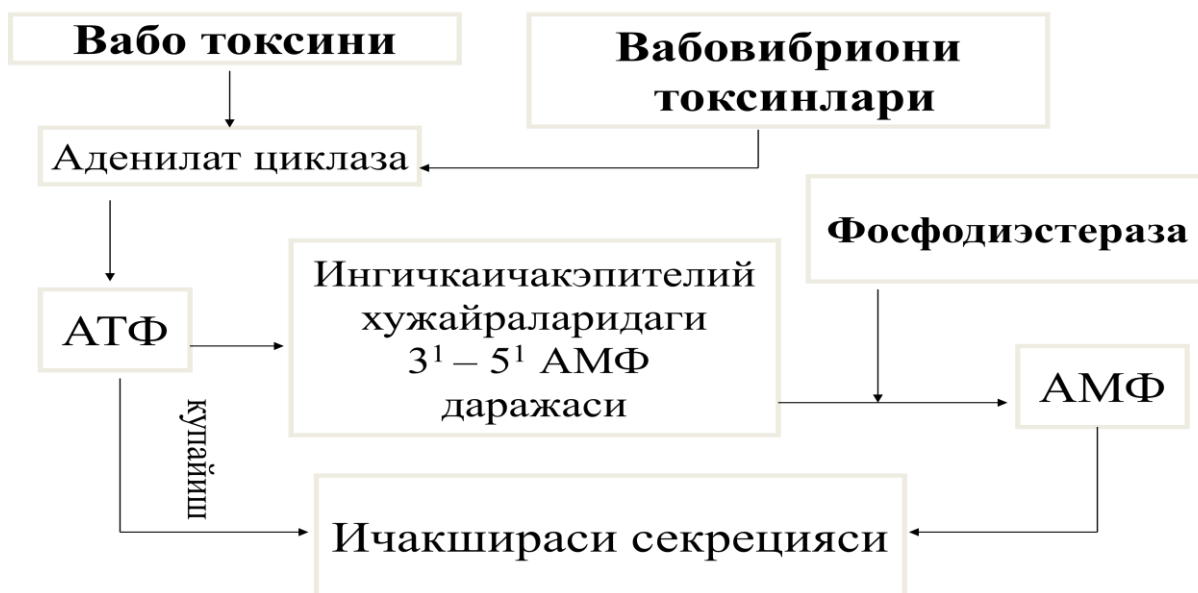 Вабо токсини
Вабовибриони
токсинлари
Аденилат циклаза
Фосфодиэстераза
Ингичкаичакэпителий
хужайраларидаги
3¹ – 5¹ АМФ
даражаси
АТФ
АМФ
купайиш
Ичакшираси секрецияси